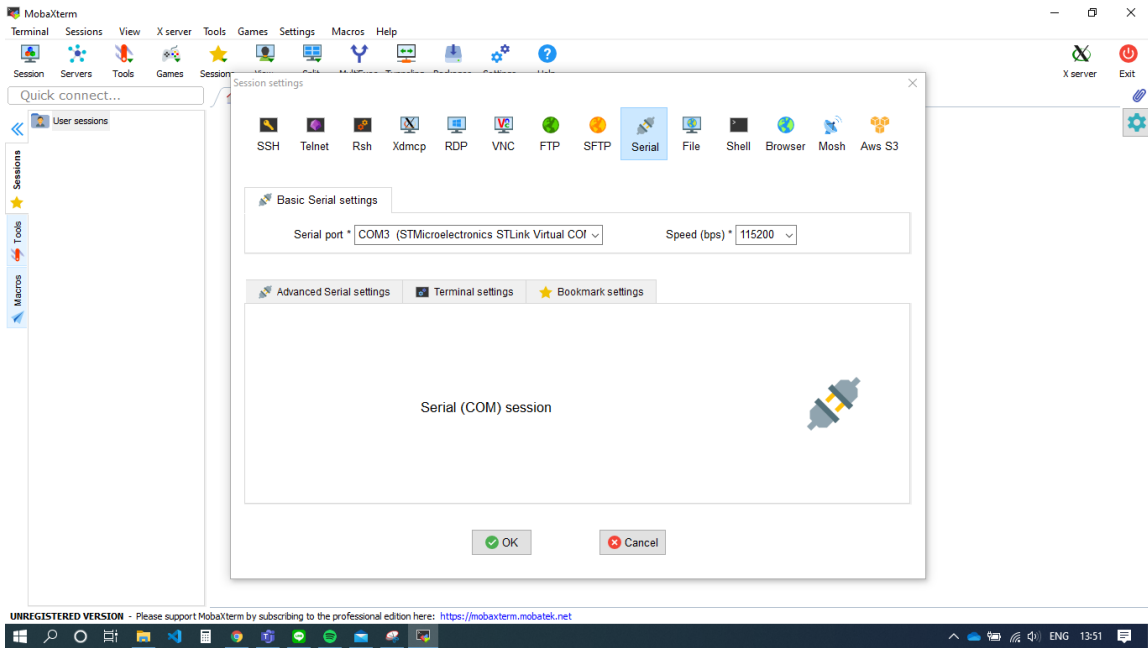 MobaXterm
Terminal Sessions View X server Tools Games Settings Macros Help
Session Servers Tools Games X server Exit
Session settings
Quick connect...
User sessions
Sessions
Tools
Macros
SSH Telnet Rsh Xdmcp RDP VNC FTP SFTP Serial File Shell Browser Mosh Aws S3
Basic Serial settings
Serial port * COM3 (STMicroelectronics STLink Virtual COM Speed (bps) * 115200
Advanced Serial settings Terminal settings Bookmark settings
Serial (COM) session
OK Cancel
UNREGISTERED VERSION - Please support MobaXterm by subscribing to the professional edition here: https://mobaxterm.mobatek.net
ENG 13:51